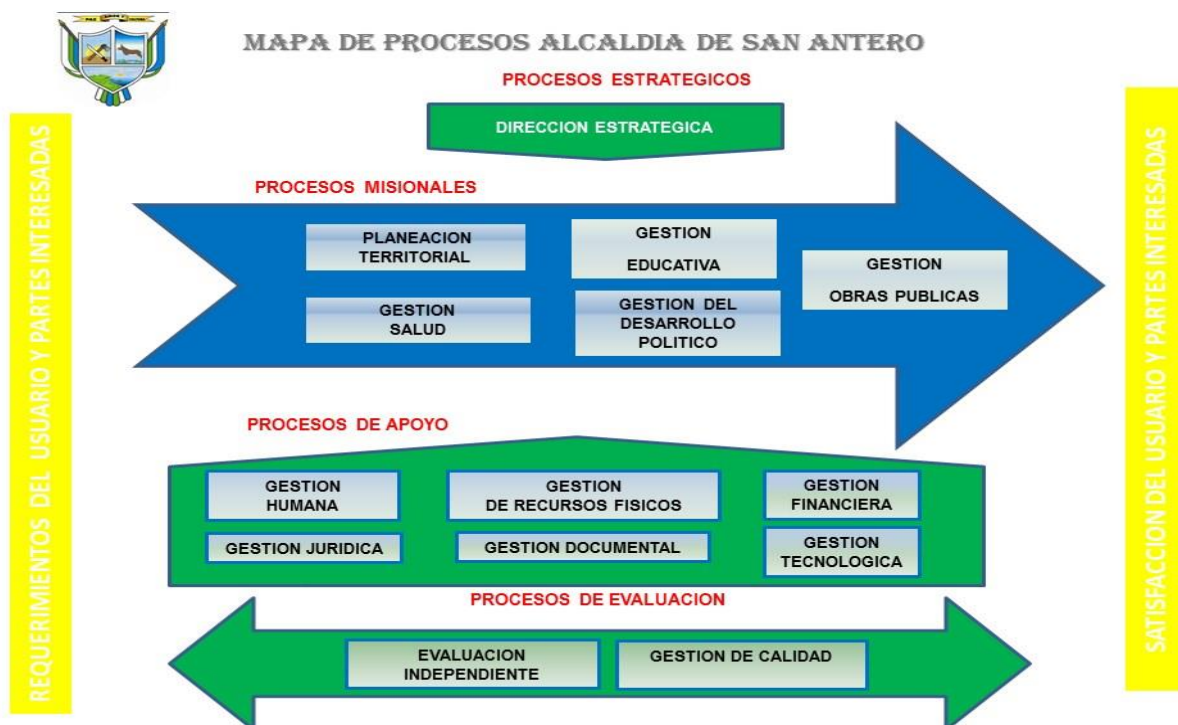 MAPA DE PROCESOS ALCALDIA DE SAN ANTERO
PROCESOS ESTRATEGICOS
DIRECCION ESTRATEGICA
REQUERIMIENTOS DEL USUARIO Y PARTES INTERESADAS
PROCESOS MISIONALES
PLANEACION
TERRITORIAL
GESTION
EDUCATIVA
GESTION
OBRAS PUBLICAS
GESTION
SALUD
GESTION DEL
DESARROLLO
POLITICO
SATISFACCION DEL USUARIO Y PARTES INTERESADAS
PROCESOS DE APOYO
GESTION
HUMANA
GESTION
DE RECURSOS FISICOS
GESTION
FINANCIERA
GESTION JURIDICA
GESTION DOCUMENTAL
GESTION
TECNOLOGICA
PROCESOS DE EVALUACION
EVALUACION
INDEPENDIENTE
GESTION DE CALIDAD